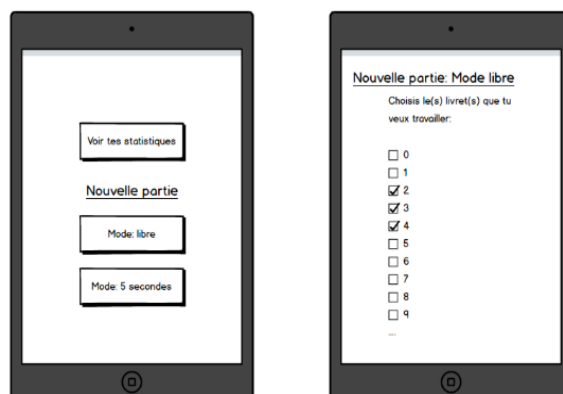 Voir tes statistiques
Nouvelle partie
Mode: libre
Mode: 5 secondes
Nouvelle partie: Mode libre
Choisis le(s) livret(s) que tu
veux travailler:
0
1
2
3
4
5
6
7
8
9
....